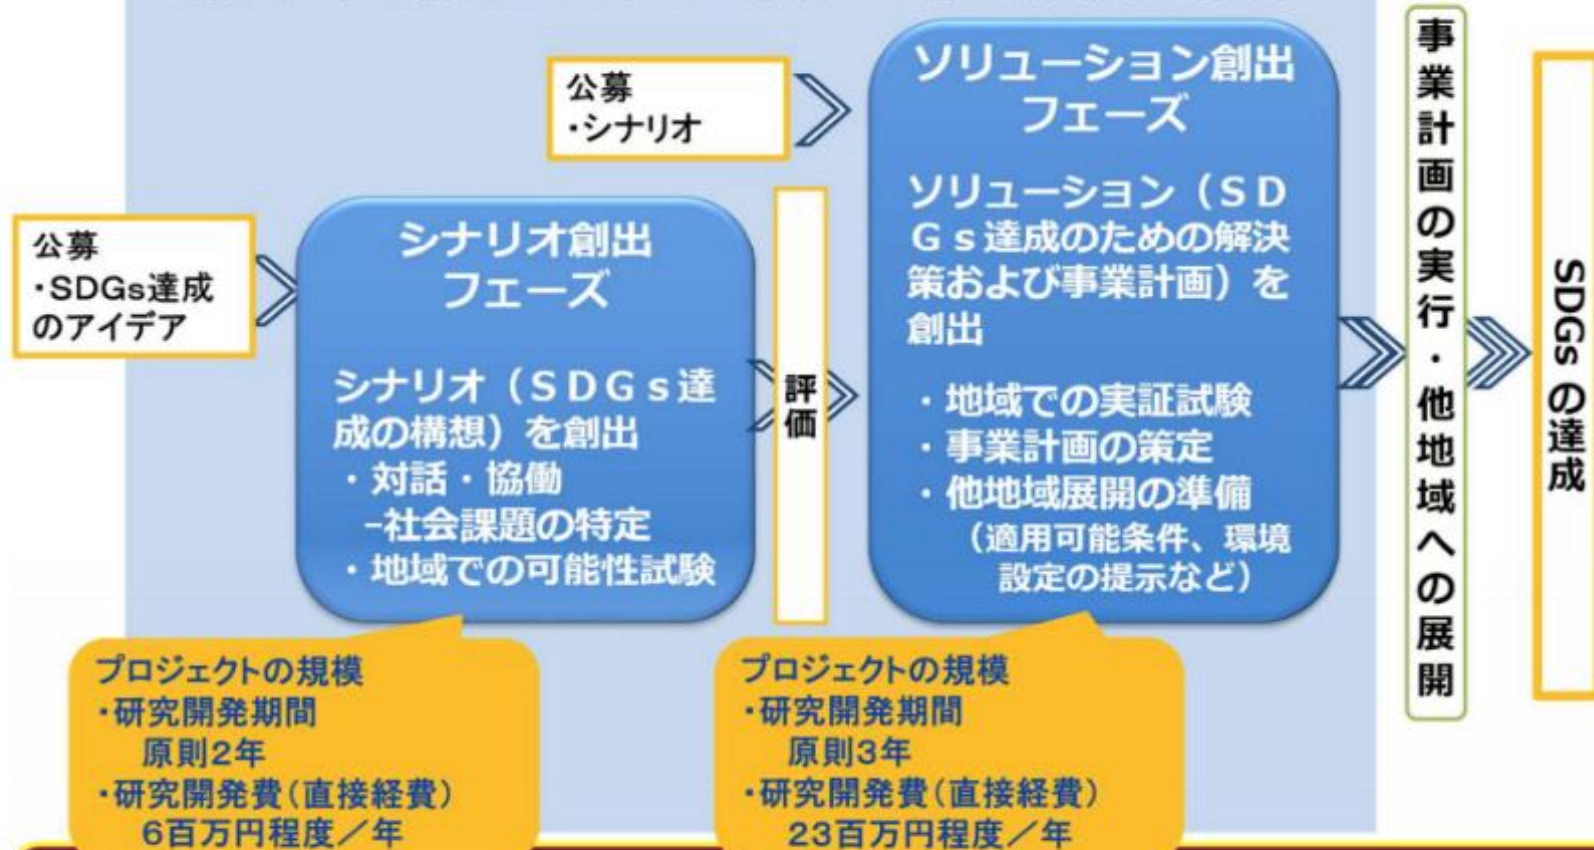 公募
・SDGs達成
のアイデア
シナリオ創出
フェーズ
シナリオ（ＳＤＧｓ達
成の構想）を創出
・対話・協働
-社会課題の特定
・地域での可能性試験
プロジェクトの規模
・研究開発期間
原則2年
・研究開発費（直接経費）
6百万円程度／年
評価
公募
・シナリオ
ソリューション創出
フェーズ
ソリューション（ＳＤ
Ｇｓ達成のための解決
策および事業計画）を
創出
・地域での実証試験
・事業計画の策定
・他地域展開の準備
（適用可能条件、環境
設定の提示など）
プロジェクトの規模
・研究開発期間
原則3年
・研究開発費（直接経費）
23百万円程度／年
事業計画の実行・他地域への展開
SDGsの達成